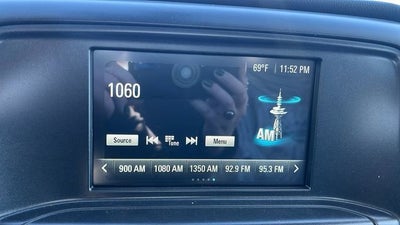 69°F 11:52 PM
1060
Source Tune Menu
AM
900 AM 1080 AM 1350 AM 92.9 FM 95.3 FM